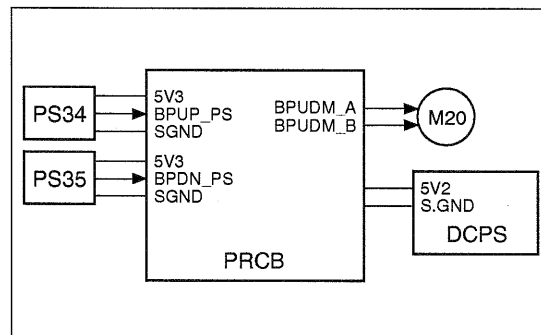 5V3
PS34
BPUP_PS
SGND
5V3
PS35
BPDN_PS
SGND
BPUDM_A
BPUDM_B
M20
5V2
S.GND
DCPS
PRCB